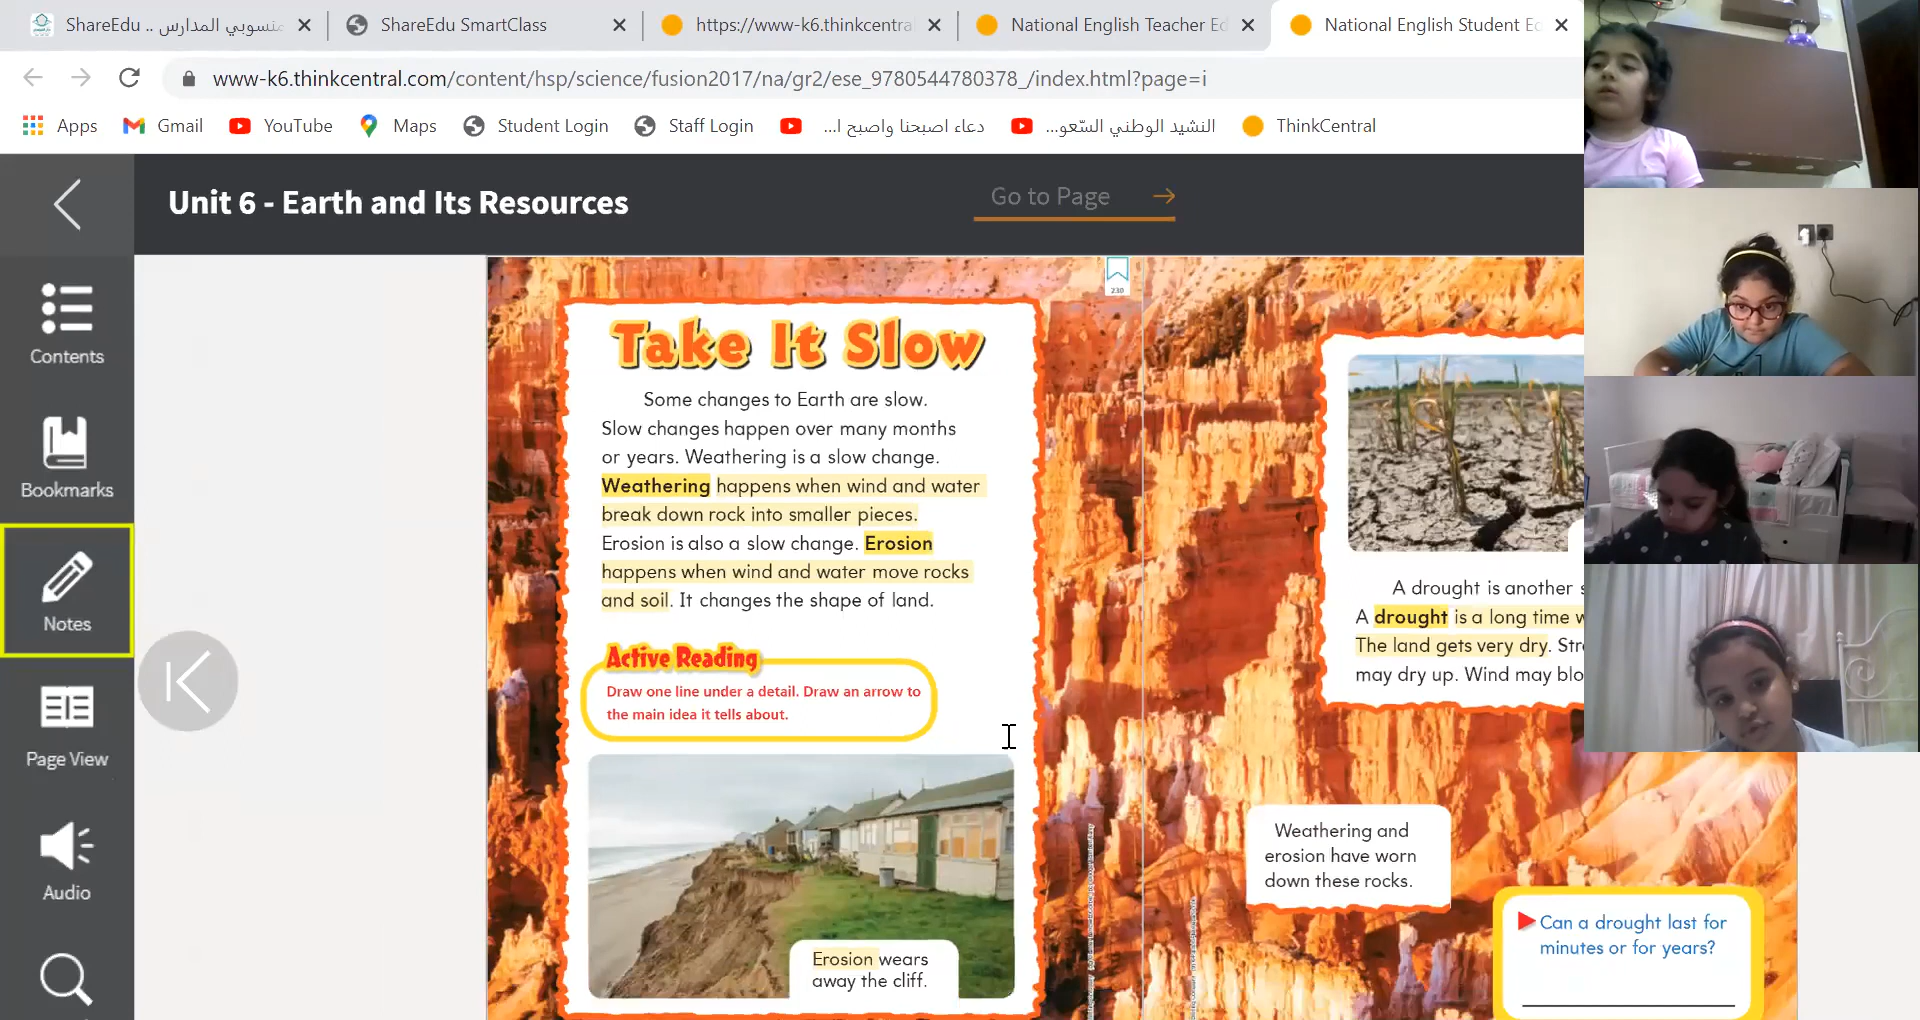 ShareEdu .. منسوبي المدارس
ShareEdu SmartClass
https://www-k6.thinkcentral
National English Teacher Ed
National English Student Ed
www-k6.thinkcentral.com/content/hsp/science/fusion2017/na/gr2/ese_9780544780378_/index.html?page=i
Apps
Gmail
YouTube
Maps
Student Login
Staff Login
دعاء اصبحنا واصبح ا...
النشيد الوطني السّعو...
ThinkCentral
Unit 6 - Earth and Its Resources
Go to Page
Contents
Bookmarks
Notes
Page View
Audio
230
Take It Slow
Some changes to Earth are slow.
Slow changes happen over many months
or years. Weathering is a slow change.
Weathering happens when wind and water
break down rock into smaller pieces.
Erosion is also a slow change. Erosion
happens when wind and water move rocks
and soil. It changes the shape of land.
Active Reading
Draw one line under a detail. Draw an arrow to
the main idea it tells about.
Erosion wears
away the cliff.
A drought is another s
A drought is a long time w
The land gets very dry. Str
may dry up. Wind may blo
Weathering and
erosion have worn
down these rocks.
Can a drought last for
minutes or for years?